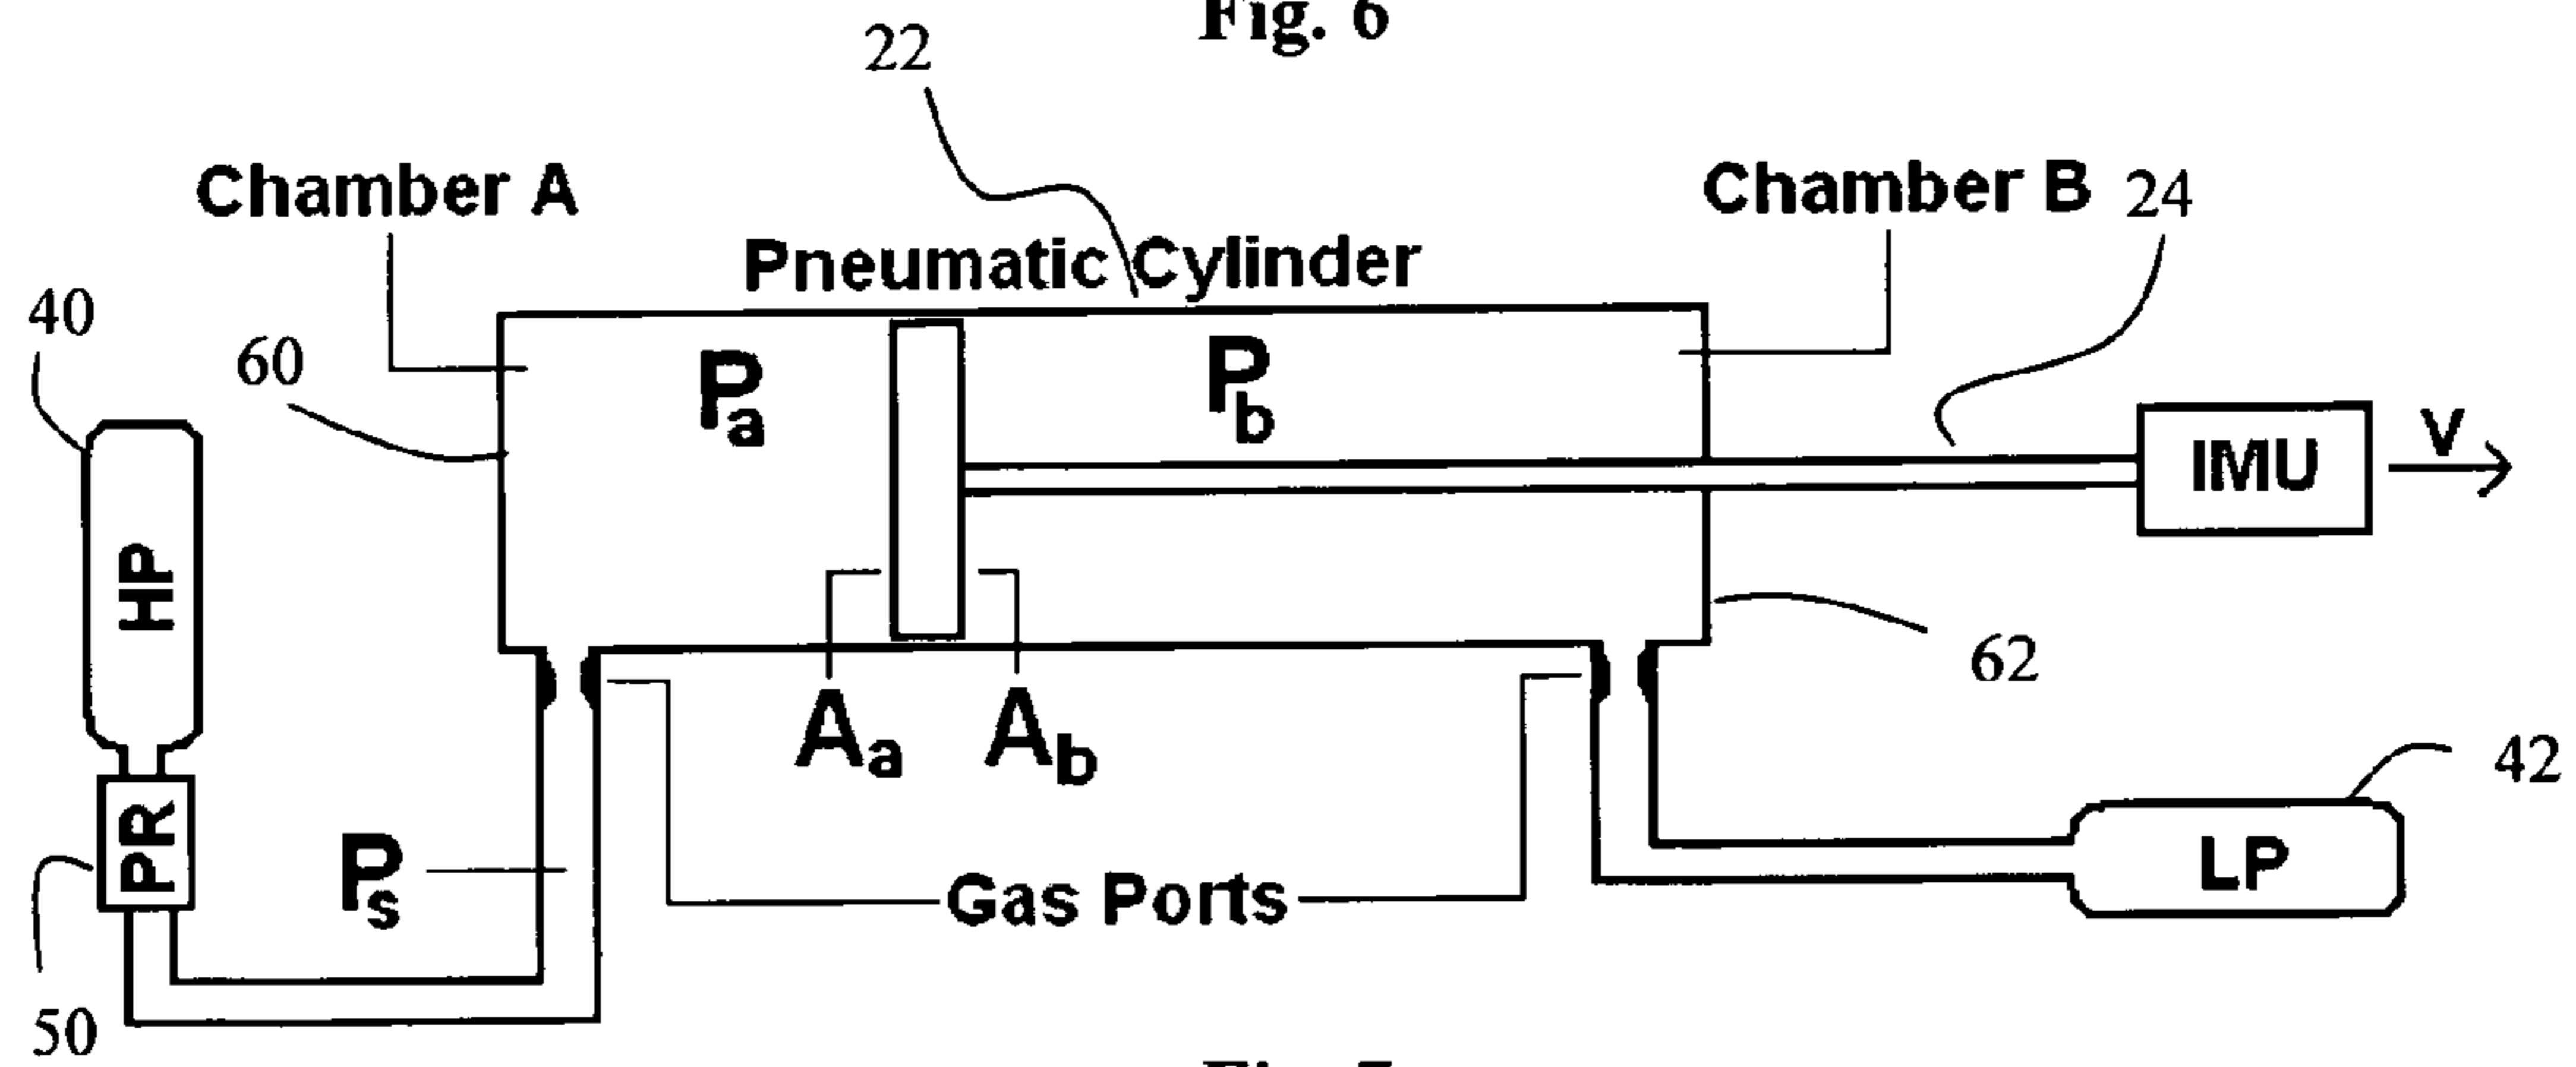 Fig. 6
22
Chamber A
Chamber B
24
Pneumatic Cylinder
40
60
Pa
Pb
IMU
V
HP
62
Aa
Ab
42
PR
Ps
Gas Ports
LP
50